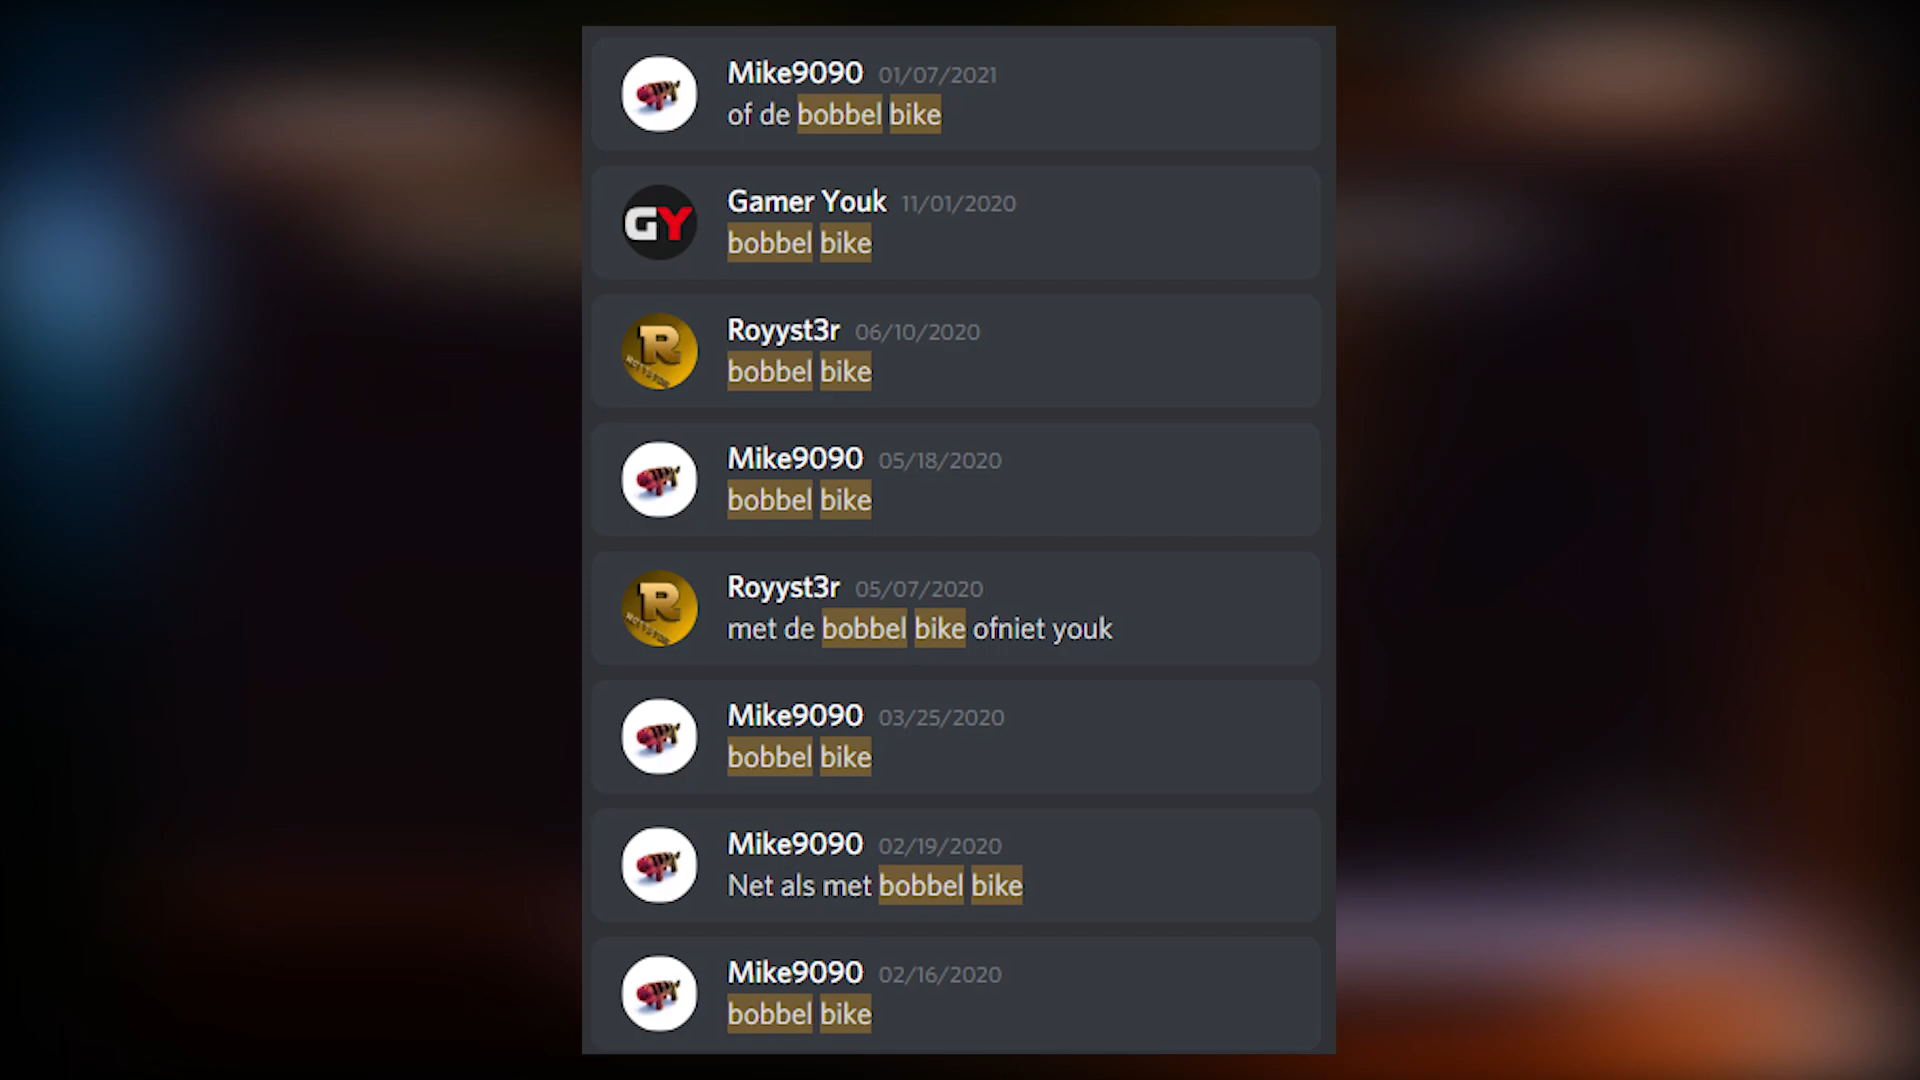 Mike9090 01/07/2021
of de bobbel bike
GY
Gamer Youk 11/01/2020
bobbel bike
R
Royyst3r 06/10/2020
bobbel bike
Mike9090 05/18/2020
bobbel bike
R
Royyst3r 05/07/2020
met de bobbel bike ofniet youk
Mike9090 03/25/2020
bobbel bike
Mike9090 02/19/2020
Net als met bobbel bike
Mike9090 02/16/2020
bobbel bike